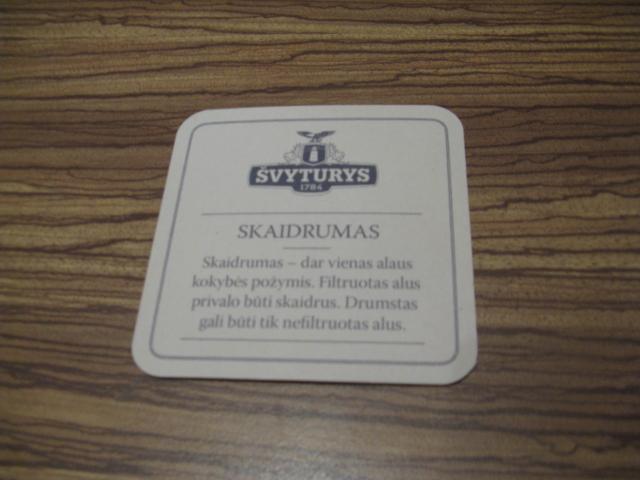 ŠVYTURYS
1784
SKAIDRUMAS
Skaidrumas – dar vienas alaus
kokybės požymis. Filtruotas alus
privalo būti skaidrus. Drumstas
gali būti tik nefiltruotas alus.